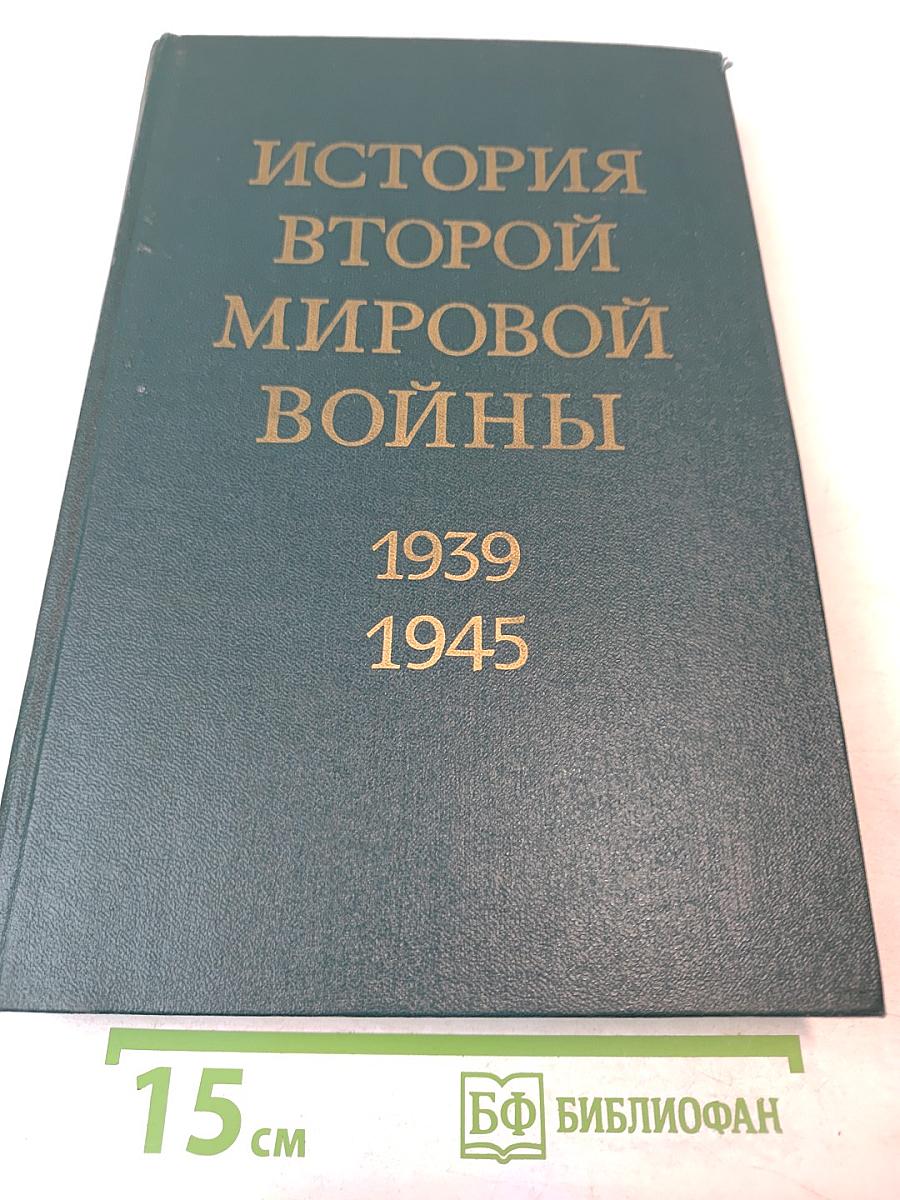 ИСТОРИЯ
ВТОРОЙ
МИРОВОЙ
ВОЙНЫ
1939
1945
15 см
БФ БИБЛИОФАН